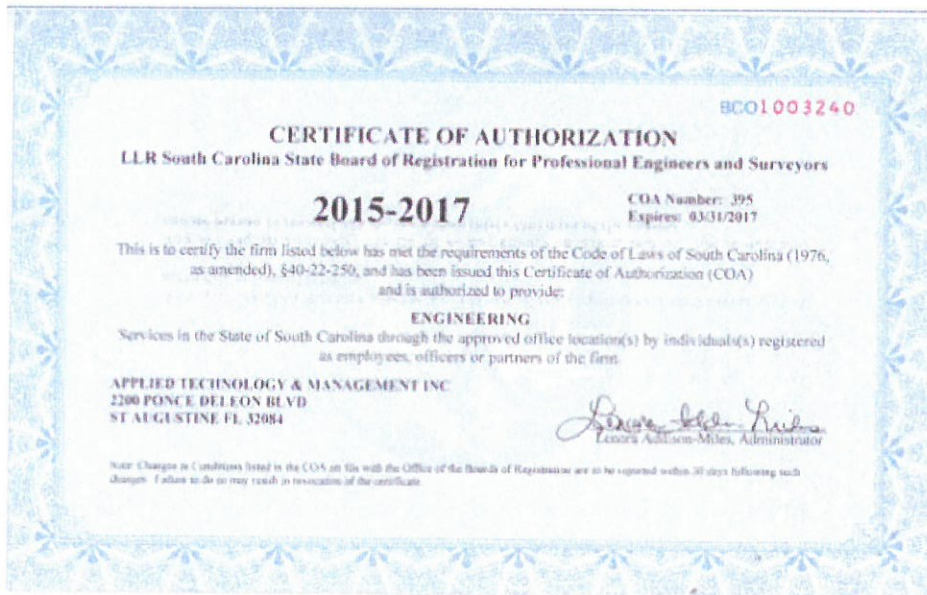 BCO1003240
CERTIFICATE OF AUTHORIZATION
LLR South Carolina State Board of Registration for Professional Engineers and Surveyors
2015-2017
COA Number: 395
Expires: 03/31/2017
This is to certify the firm listed below has met the requirements of the Code of Laws of South Carolina (1976,
as amended), §40-22-250, and has been issued this Certificate of Authorization (COA)
and is authorized to provide:
ENGINEERING
Services in the State of South Carolina through the approved office location(s) by individuals(s) registered
as employees, officers or partners of the firm.
APPLIED TECHNOLOGY & MANAGEMENT INC
2200 PONCE DELEON BLVD
ST AUGUSTINE FL 32084
Lenora Addison-Miles, Administrator
Note: Changes in Conditions listed in the COA on file with the Office of the Boards of Registration are to be reported within 30 days following such
changes. Failure to do so may result in revocation of the certificate.